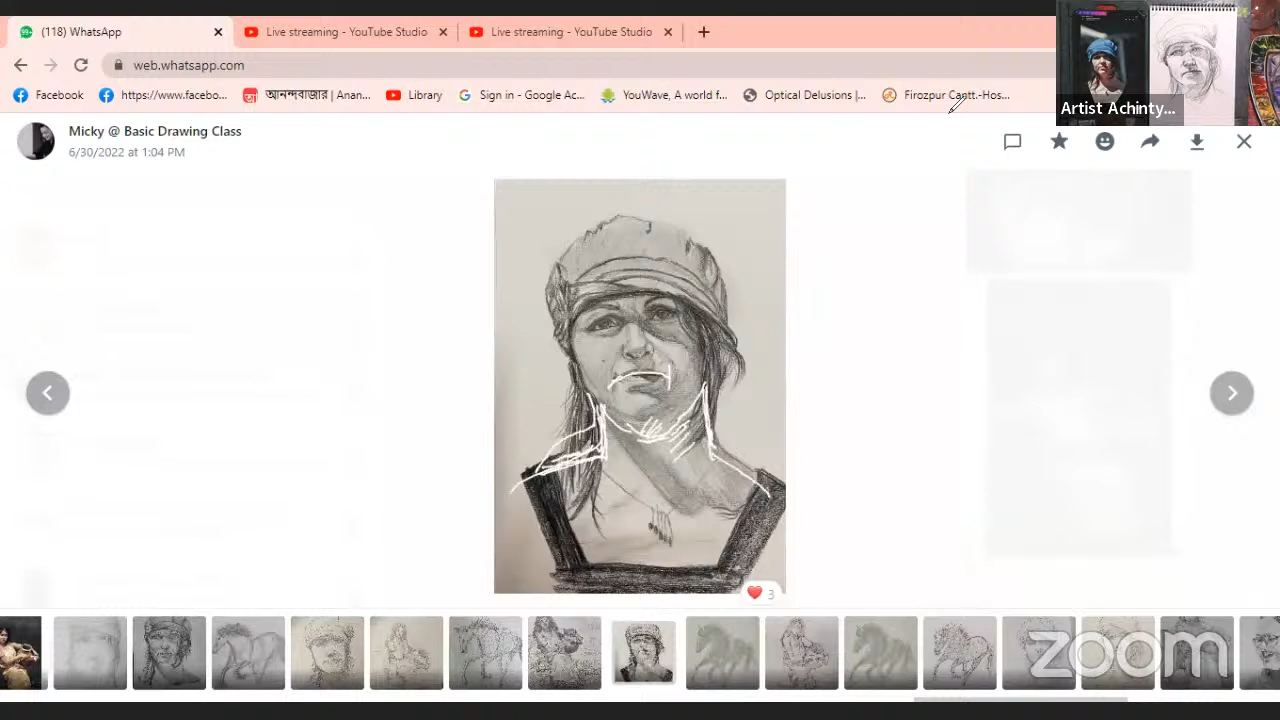 (118) WhatsApp
Live streaming - YouTube Studio
Live streaming - YouTube Studio
web.whatsapp.com
Facebook
https://www.facebo...
আনন্দবাজার | Anan...
Library
Sign in - Google Ac...
YouWave, A world f...
Optical Delusions |...
Firozpur Cantt.-Hos...
Artist Achinty...
Micky @ Basic Drawing Class
6/30/2022 at 1:04 PM
3
zoom